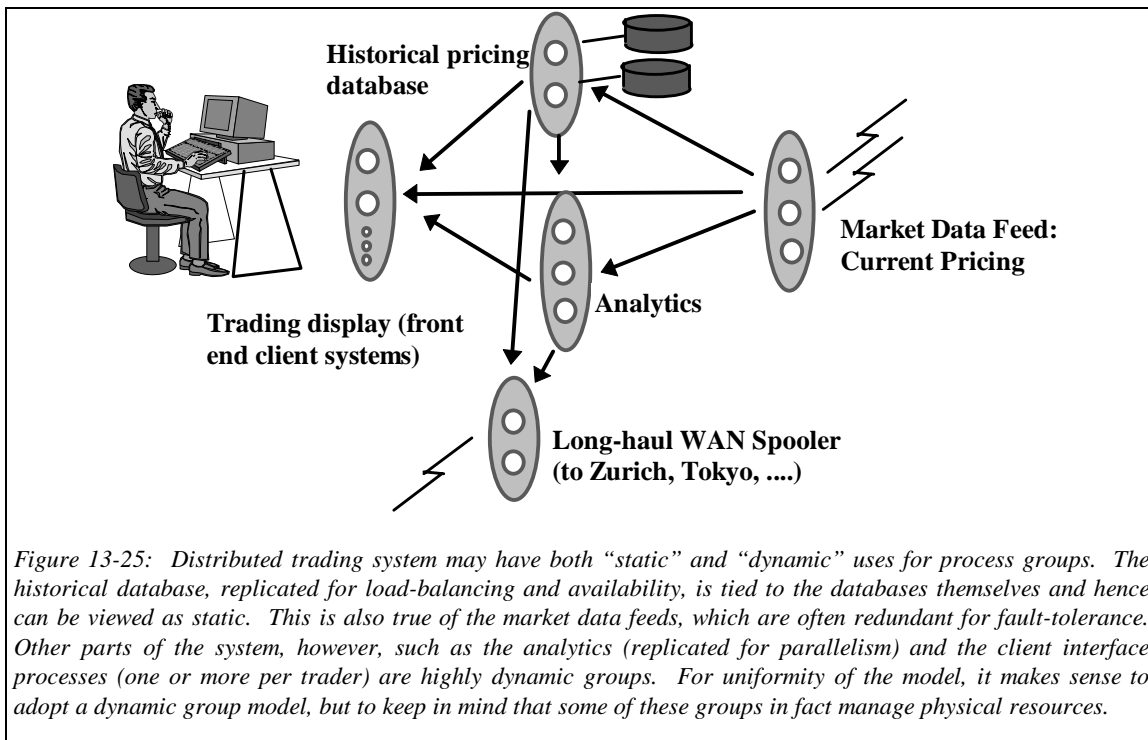 Historical pricing
database
Market Data Feed:
Current Pricing
Analytics
Trading display (front
end client systems)
Long-haul WAN Spooler
(to Zurich, Tokyo, ....)
Figure 13-25: Distributed trading system may have both “static” and “dynamic” uses for process groups. The
historical database, replicated for load-balancing and availability, is tied to the databases themselves and hence
can be viewed as static. This is also true of the market data feeds, which are often redundant for fault-tolerance.
Other parts of the system, however, such as the analytics (replicated for parallelism) and the client interface
processes (one or more per trader) are highly dynamic groups. For uniformity of the model, it makes sense to
adopt a dynamic group model, but to keep in mind that some of these groups in fact manage physical resources.